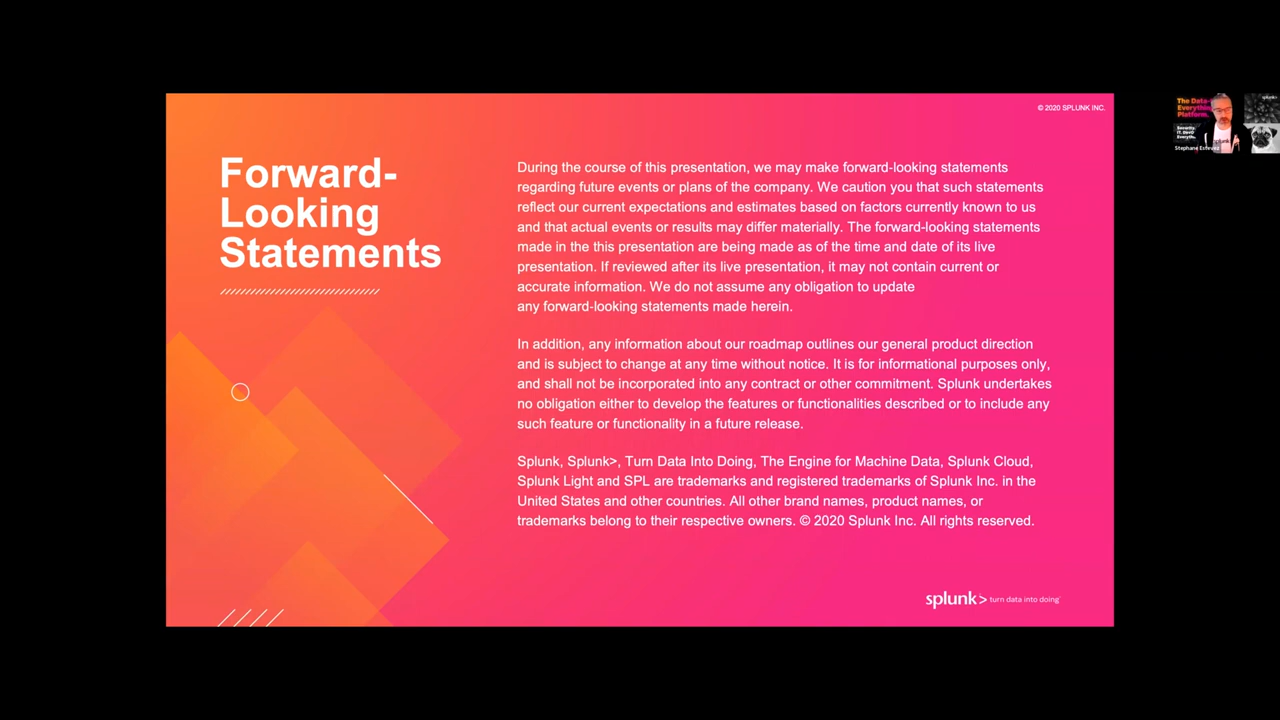 © 2020 SPLUNK INC.
Forward-
Looking
Statements
During the course of this presentation, we may make forward-looking statements
regarding future events or plans of the company. We caution you that such statements
reflect our current expectations and estimates based on factors currently known to us
and that actual events or results may differ materially. The forward-looking statements
made in the this presentation are being made as of the time and date of its live
presentation. If reviewed after its live presentation, it may not contain current or
accurate information. We do not assume any obligation to update
any forward-looking statements made herein.
In addition, any information about our roadmap outlines our general product direction
and is subject to change at any time without notice. It is for informational purposes only,
and shall not be incorporated into any contract or other commitment. Splunk undertakes
no obligation either to develop the features or functionalities described or to include any
such feature or functionality in a future release.
Splunk, Splunk>, Turn Data Into Doing, The Engine for Machine Data, Splunk Cloud,
Splunk Light and SPL are trademarks and registered trademarks of Splunk Inc. in the
United States and other countries. All other brand names, product names, or
trademarks belong to their respective owners. © 2020 Splunk Inc. All rights reserved.
splunk> turn data into doing
The Data-
Everything
Platform.
Security,
Stephane